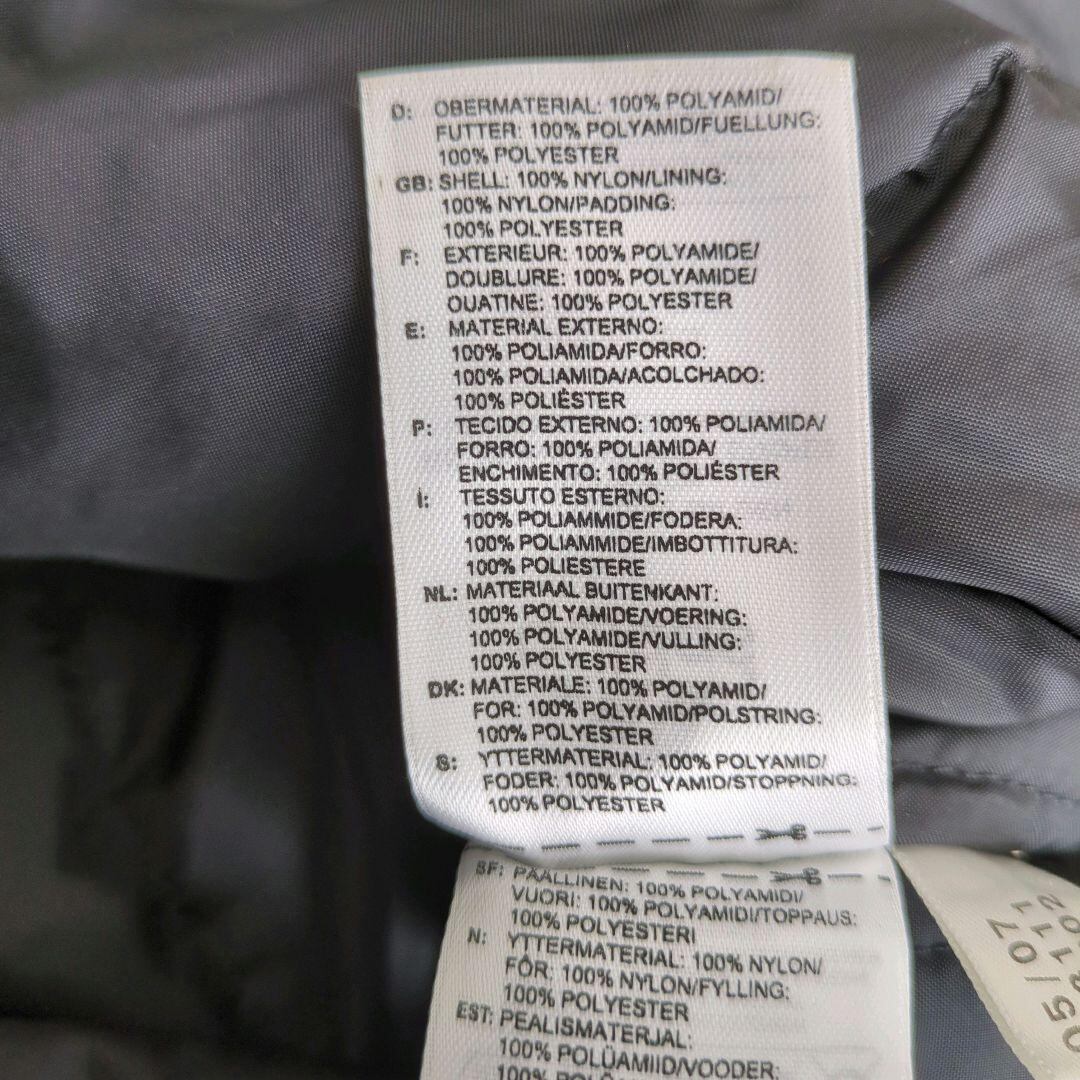 D: OBERMATERIAL: 100% POLYAMID/
FUTTER: 100% POLYAMID/FUELLUNG:
100% POLYESTER
GB: SHELL: 100% NYLON/LINING:
100% NYLON/PADDING:
100% POLYESTER
F: EXTERIEUR: 100% POLYAMIDE/
DOUBLURE: 100% POLYAMIDE/
OUATINE: 100% POLYESTER
E: MATERIAL EXTERNO:
100% POLIAMIDA/FORRO:
100% POLIAMIDA/ACOLCHADO:
100% POLIÉSTER
P: TECIDO EXTERNO: 100% POLIAMIDA/
FORRO: 100% POLIAMIDA/
ENCHIMENTO: 100% POLIÉSTER
I: TESSUTO ESTERNO:
100% POLIAMMIDE/FODERA:
100% POLIAMMIDE/IMBOTTITURA:
100% POLIESTERE
NL: MATERIAAL BUITENKANT:
100% POLYAMIDE/VOERING:
100% POLYAMIDE/VULLING:
100% POLYESTER
DK: MATERIALE: 100% POLYAMID/
FOR: 100% POLYAMID/POLSTRING:
100% POLYESTER
S: YTTERMATERIAL: 100% POLYAMID/
FODER: 100% POLYAMID/STOPPNING:
100% POLYESTER
SF: PÄÄLLINEN: 100% POLYAMIDI/
VUORI: 100% POLYAMIDI/TOPPAUS:
100% POLYESTERI
N: YTTERMATERIAL: 100% NYLON/
FÔR: 100% NYLON/FYLLING:
100% POLYESTER
EST: PEALISMATERJAL:
100% POLÜAMIID/VOODER:
05/07